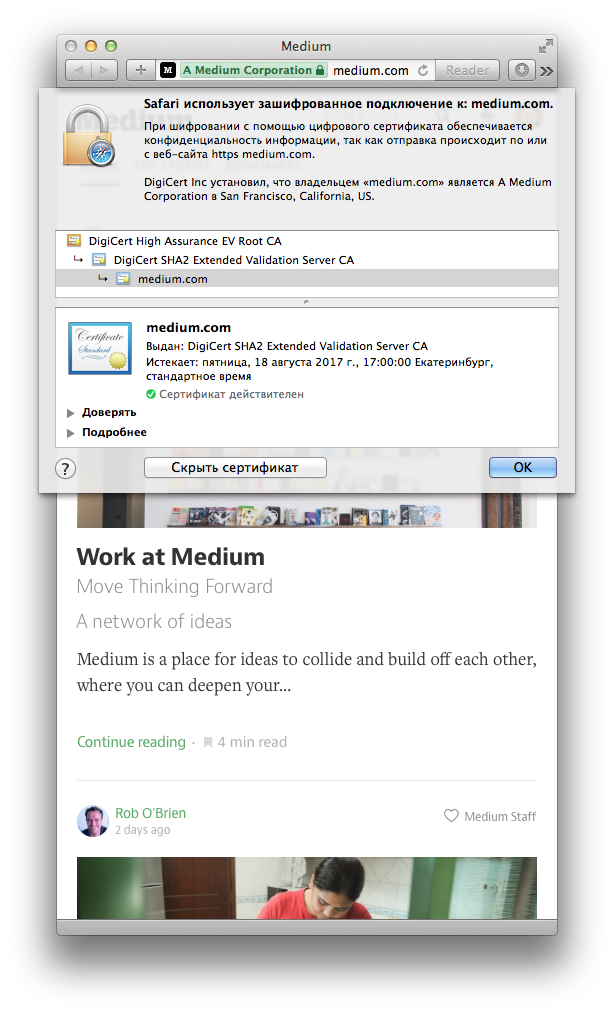 Medium
M A Medium Corporation medium.com Reader
Medium
Safari использует зашифрованное подключение к: medium.com.
При шифровании с помощью цифрового сертификата обеспечивается
конфиденциальность информации, так как отправка происходит по или
с веб-сайта https medium.com.
DigiCert Inc установил, что владельцем «medium.com» является A Medium
Corporation в San Francisco, California, US.
DigiCert High Assurance EV Root CA
DigiCert SHA2 Extended Validation Server CA
medium.com
Certificate
Standard
medium.com
Выдан: DigiCert SHA2 Extended Validation Server CA
Истекает: пятница, 18 августа 2017 г., 17:00:00 Екатеринбург,
стандартное время
Сертификат действителен
Доверять
Подробнее
? Скрыть сертификат OK
Work at Medium
Move Thinking Forward
A network of ideas
Medium is a place for ideas to collide and build off each other,
where you can deepen your...
Continue reading · 4 min read
Rob O'Brien
2 days ago
Medium Staff